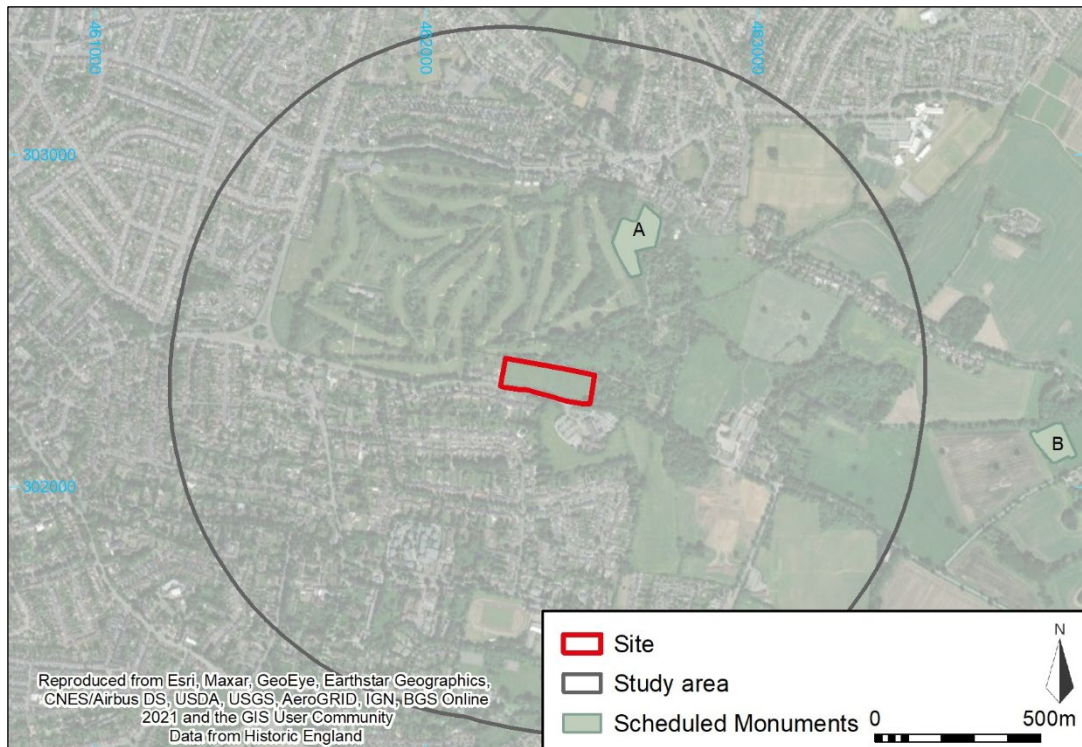 461000
462000
463000
303000
A
302000
B
Reproduced from Esri, Maxar, GeoEye, Earthstar Geographics,
CNES/Airbus DS, USDA, USGS, AeroGRID, IGN, BGS Online
2021 and the GIS User Community
Data from Historic England
Site
Study area
Scheduled Monuments
N
0 500m